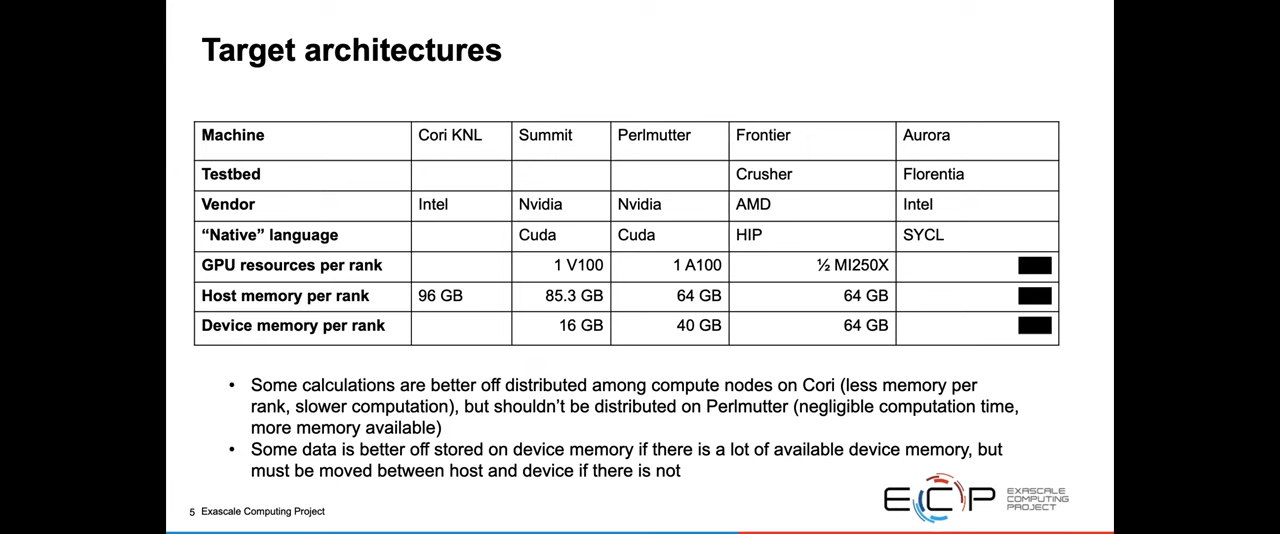 Target architectures
Machine Cori KNL Summit Perlmutter Frontier Aurora
Testbed Crusher Florentia
Vendor Intel Nvidia Nvidia AMD Intel
“Native” language Cuda Cuda HIP SYCL
GPU resources per rank 1 V100 1 A100 ½ MI250X
Host memory per rank 96 GB 85.3 GB 64 GB 64 GB
Device memory per rank 16 GB 40 GB 64 GB
• Some calculations are better off distributed among compute nodes on Cori (less memory per
rank, slower computation), but shouldn’t be distributed on Perlmutter (negligible computation time,
more memory available)
• Some data is better off stored on device memory if there is a lot of available device memory, but
must be moved between host and device if there is not
ECP EXASCALE
COMPUTING
PROJECT
5 Exascale Computing Project